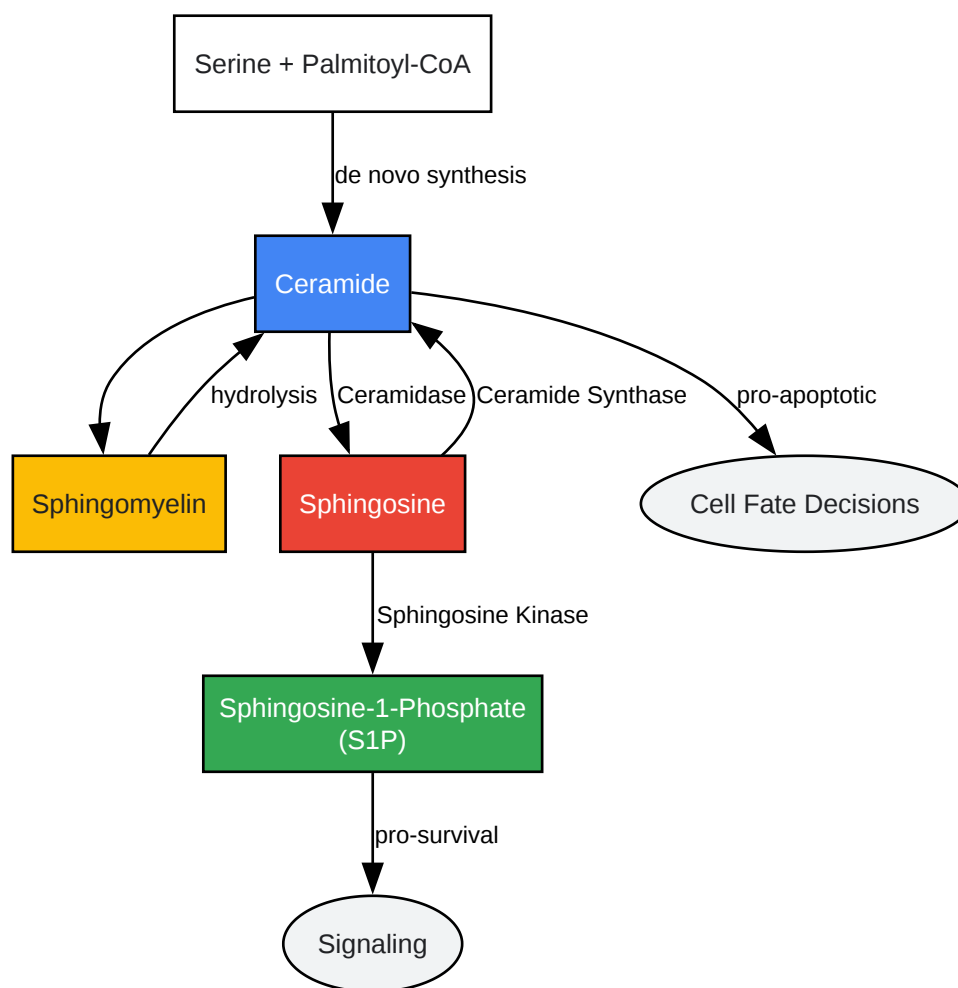 Serine + Palmitoyl-CoA
de novo synthesis
Ceramide
hydrolysis
Ceramidase
Ceramide Synthase
pro-apoptotic
Sphingomyelin
Sphingosine
Cell Fate Decisions
Sphingosine Kinase
Sphingosine-1-Phosphate
(S1P)
pro-survival
Signaling